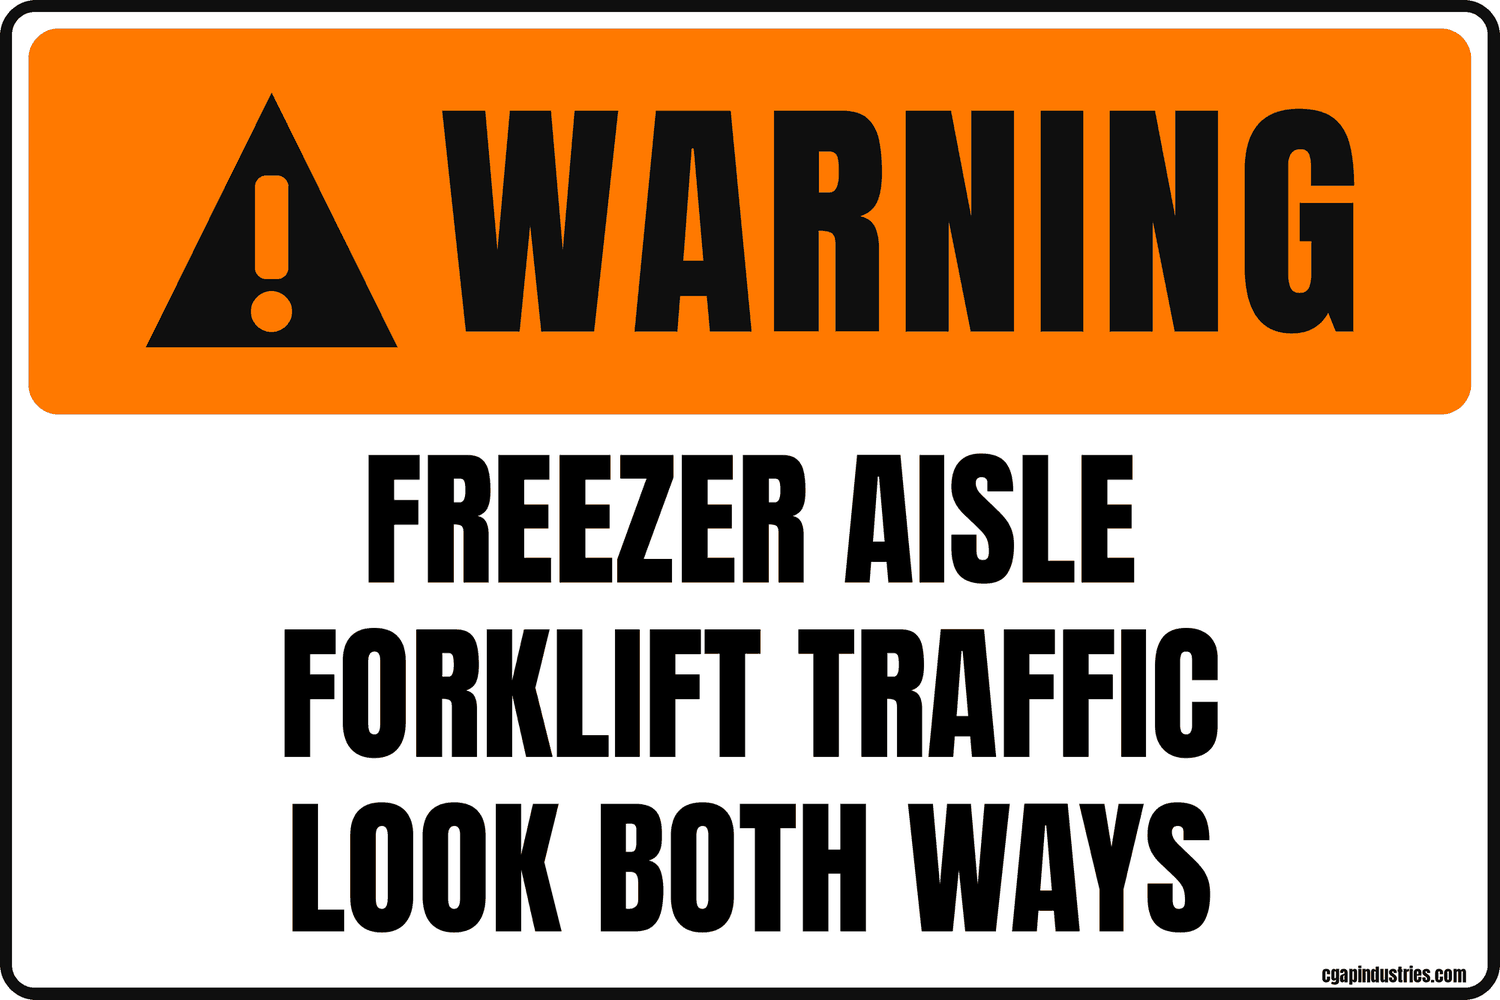 WARNING
FREEZER AISLE
FORKLIFT TRAFFIC
LOOK BOTH WAYS
cgapindustries.com